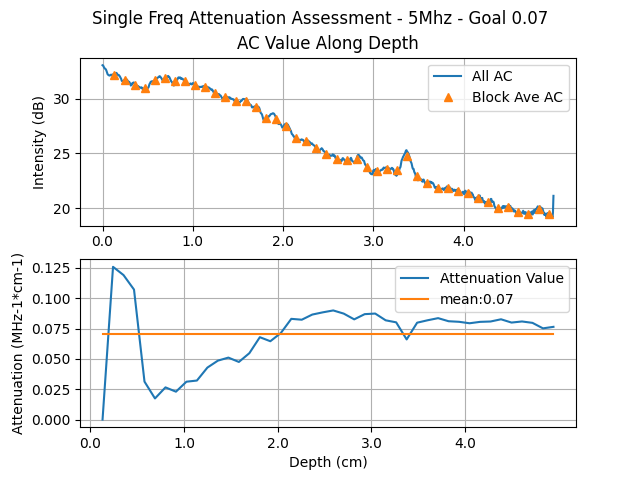 Single Freq Attenuation Assessment - 5Mhz - Goal 0.07
AC Value Along Depth
Intensity (dB)
30
25
20
All AC
Block Ave AC
0.0 1.0 2.0 3.0 4.0
Attenuation (MHz-1*cm-1)
0.125
0.100
0.075
0.050
0.025
0.000
Attenuation Value
mean:0.07
0.0 1.0 2.0 3.0 4.0
Depth (cm)